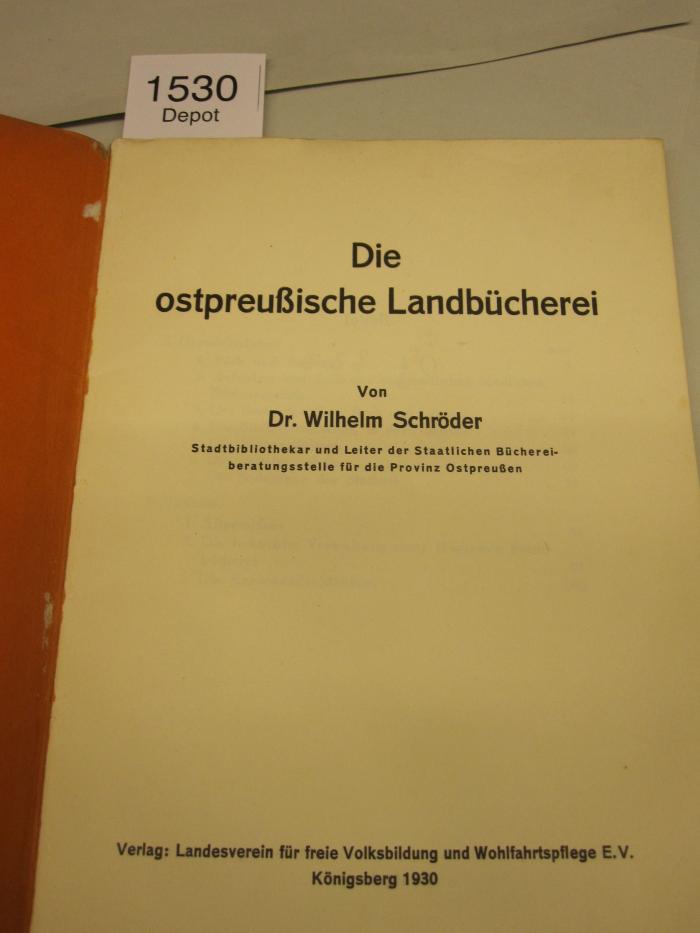 1530
Depot
Die
ostpreußische Landbücherei
Von
Dr. Wilhelm Schröder
Stadtbibliothekar und Leiter der Staatlichen Bücherei-
beratungsstelle für die Provinz Ostpreußen
Verlag: Landesverein für freie Volksbildung und Wohlfahrtspflege E.V.
Königsberg 1930